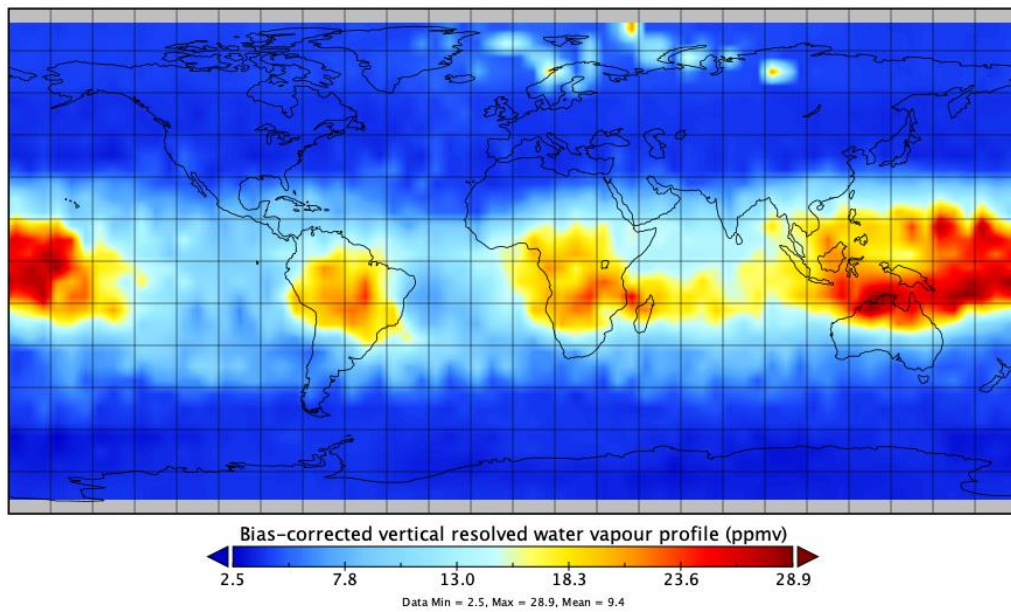 Bias-corrected vertical resolved water vapour profile (ppmv)
2.5 7.8 13.0 18.3 23.6 28.9
Data Min = 2.5, Max = 28.9, Mean = 9.4